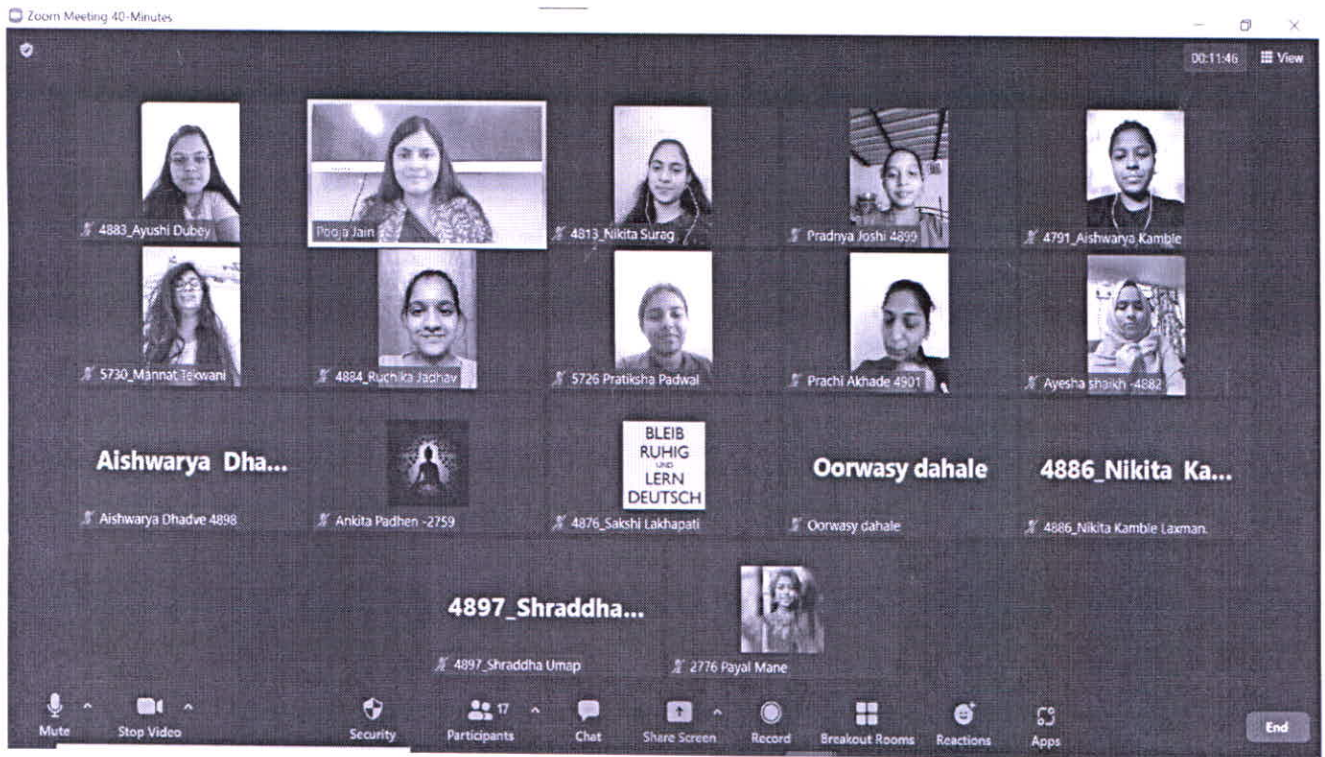 Zoom Meeting 40-Minutes
00:11:46 View
4883_Ayushi Dubey
Pooja Jain
4813_Nikita Surag
Pradnya Joshi 4899
4791_Aishwarya Kamble
5730_Mannat Tekwani
4884_Ruchika Jadhav
5726 Pratiksha Padwal
Prachi Akhade 4901
Ayesha shaikh -4882
Aishwarya Dha...
BLEIB
RUHIG
UND
LERN
DEUTSCH
Oorwasy dahale
4886_Nikita Ka...
Aishwarya Dhadve 4898
Ankita Padhen -2759
4876_Sakshi Lakhapati
Oorwasy dahale
4886_Nikita Kamble Laxman.
4897_Shraddha...
4897_Shraddha Umap
2776 Payal Mane
Mute
Stop Video
Security
17
Participants
Chat
Share Screen
Record
Breakout Rooms
Reactions
Apps
End